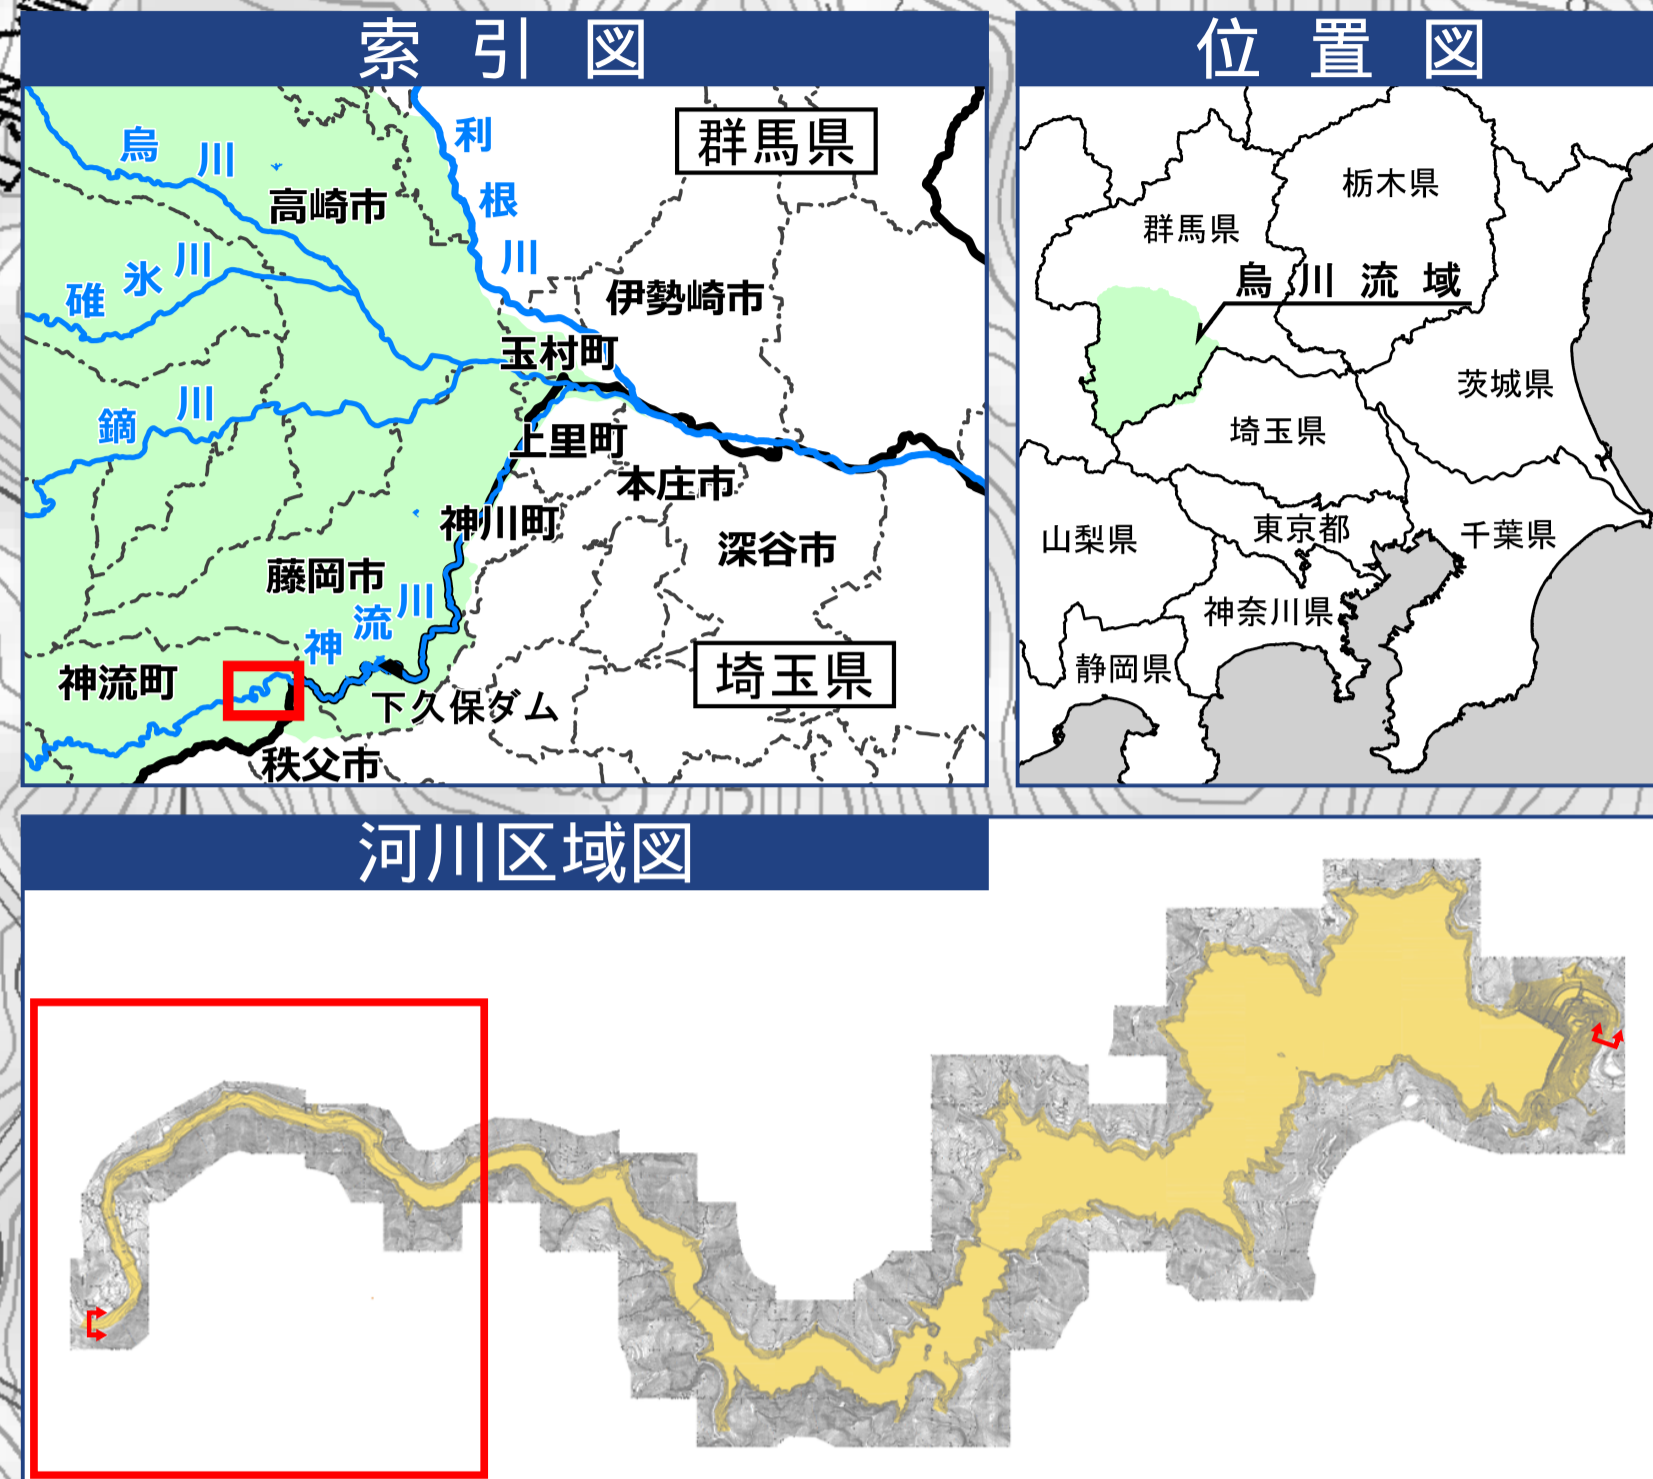 索引図
位置図
群馬県
烏川
利根川
高崎市
碓氷川
伊勢崎市
玉村町
鏑川
上里町
本庄市
神川町
深谷市
藤岡市
神流川
神流町
埼玉県
下久保ダム
秩父市
栃木県
群馬県
烏川流域
茨城県
埼玉県
山梨県
東京都
千葉県
神奈川県
静岡県
河川区域図